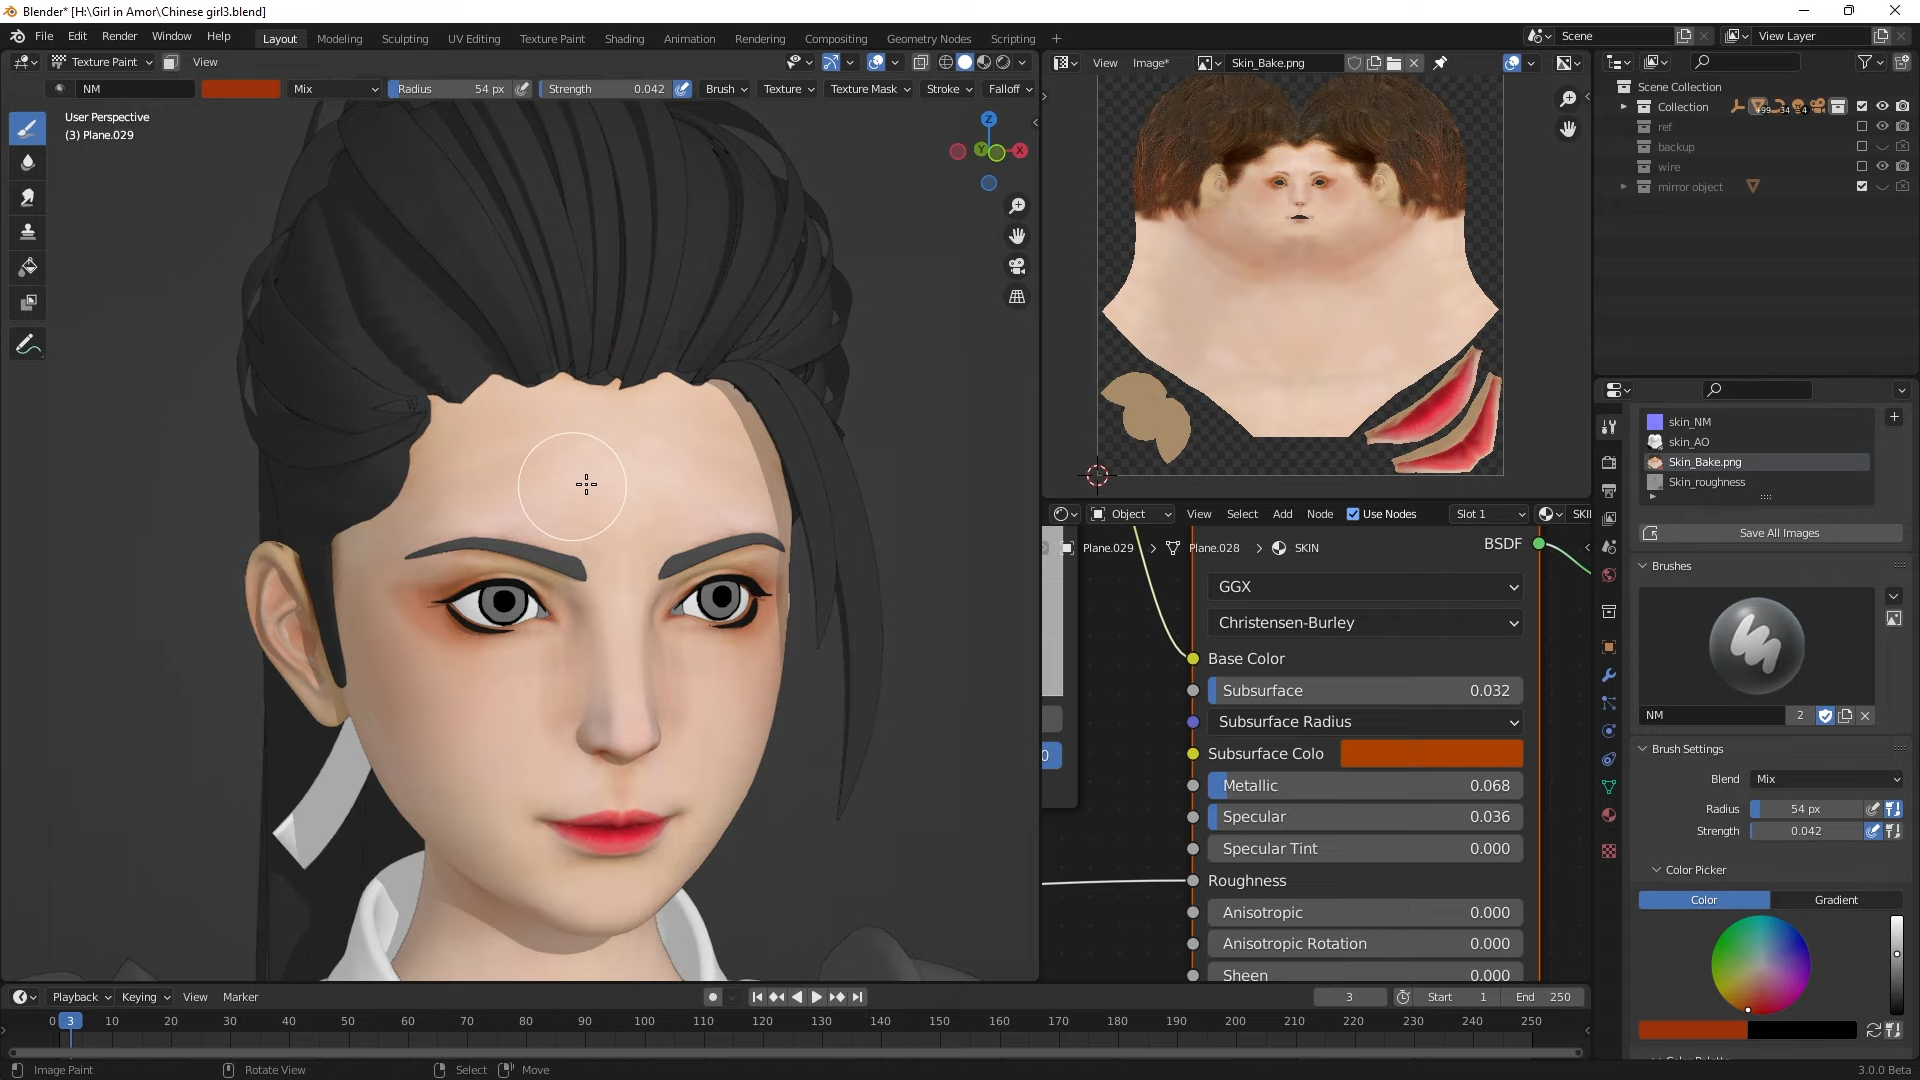 Blender* [H:\Girl in Amor\Chinese girl3.blend]
File Edit Render Window Help Layout Modeling Sculpting UV Editing Texture Paint Shading Animation Rendering Compositing Geometry Nodes Scripting + Scene View Layer
Texture Paint View
NM Mix Radius 54 px Strength 0.042 Brush Texture Texture Mask Stroke Falloff
User Perspective
(3) Plane.029
Z
Y
X
View Image* Skin_Bake.png
Scene Collection
Collection +99 34 4
ref
backup
wire
mirror object
Object View Select Add Node Use Nodes Slot 1 SKI
Plane.029 > Plane.028 > SKIN
BSDF
GGX
Christensen-Burley
Base Color
Subsurface 0.032
Subsurface Radius
Subsurface Colo
0
Metallic 0.068
Specular 0.036
Specular Tint 0.000
Roughness
Anisotropic 0.000
Anisotropic Rotation 0.000
Sheen 0.000
skin_NM
skin_AO
Skin_Bake.png
Skin_roughness
Save All Images
Brushes
NM 2
Brush Settings
Blend Mix
Radius 54 px
Strength 0.042
Color Picker
Color Gradient
Playback Keying View Marker 3 Start 1 End 250
0 3 10 20 30 40 50 60 70 80 90 100 110 120 130 140 150 160 170 180 190 200 210 220 230 240 250
Image Paint Rotate View Select Move 3.0.0 Beta